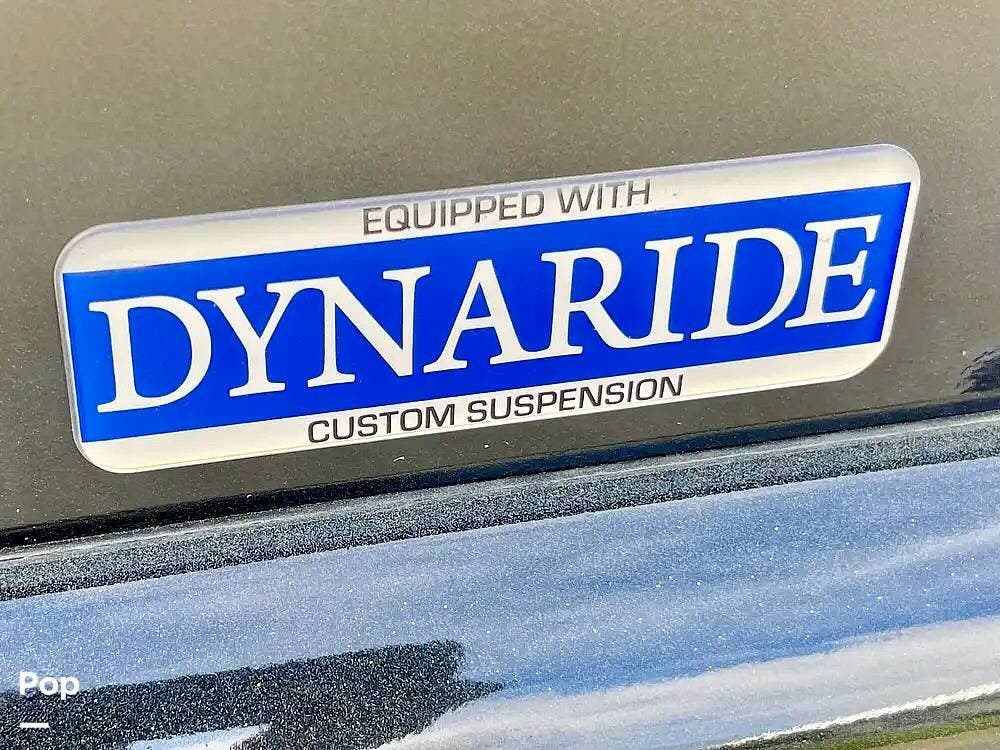 EQUIPPED WITH
DYNARIDE
CUSTOM SUSPENSION
Pop